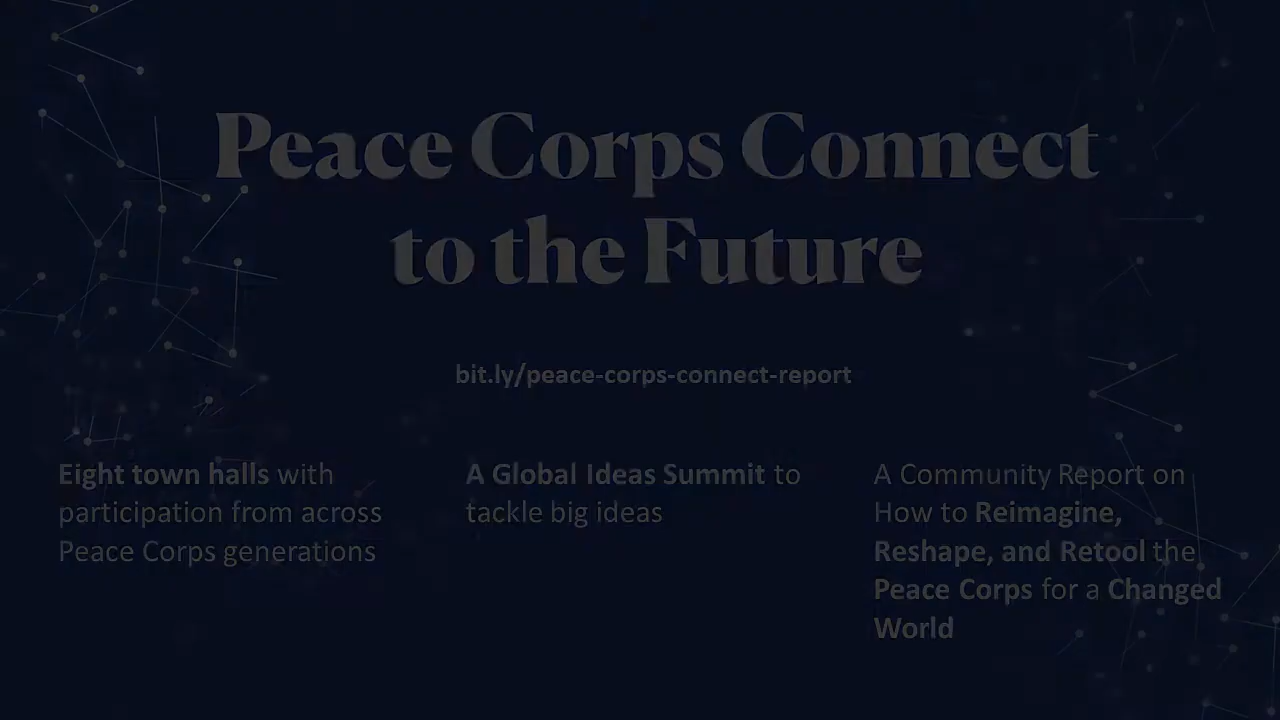 Peace Corps Connect
to the Future
bit.ly/peace-corps-connect-report
Eight town halls with
participation from across
Peace Corps generations
A Global Ideas Summit to
tackle big ideas
A Community Report on
How to Reimagine,
Reshape, and Retool the
Peace Corps for a Changed
World